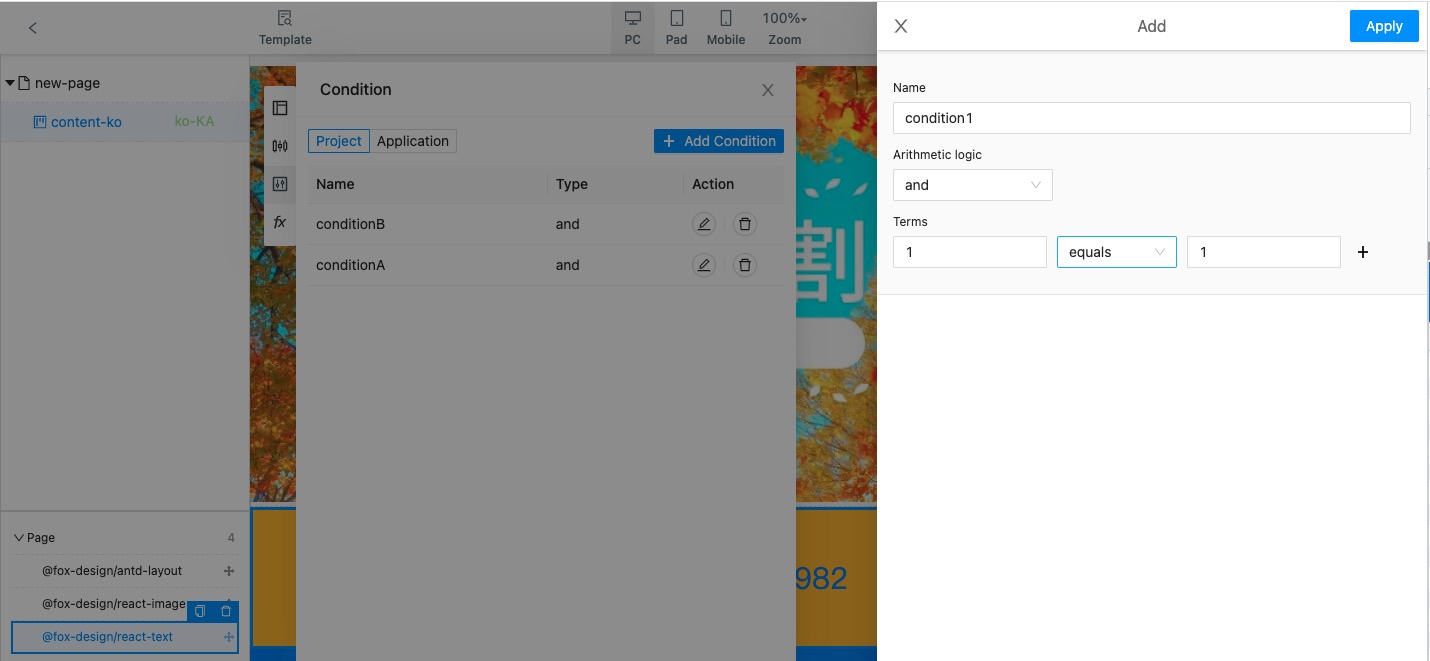 Template
PC
Pad
Mobile
100%
Zoom
new-page
content-ko ko-KA
Page 4
@fox-design/antd-layout
@fox-design/react-image
@fox-design/react-text
Condition
Project Application
Add Condition
Name Type Action
fx
conditionB and
conditionA and
割
982
Add
Apply
Name
condition1
Arithmetic logic
and
Terms
1 equals 1